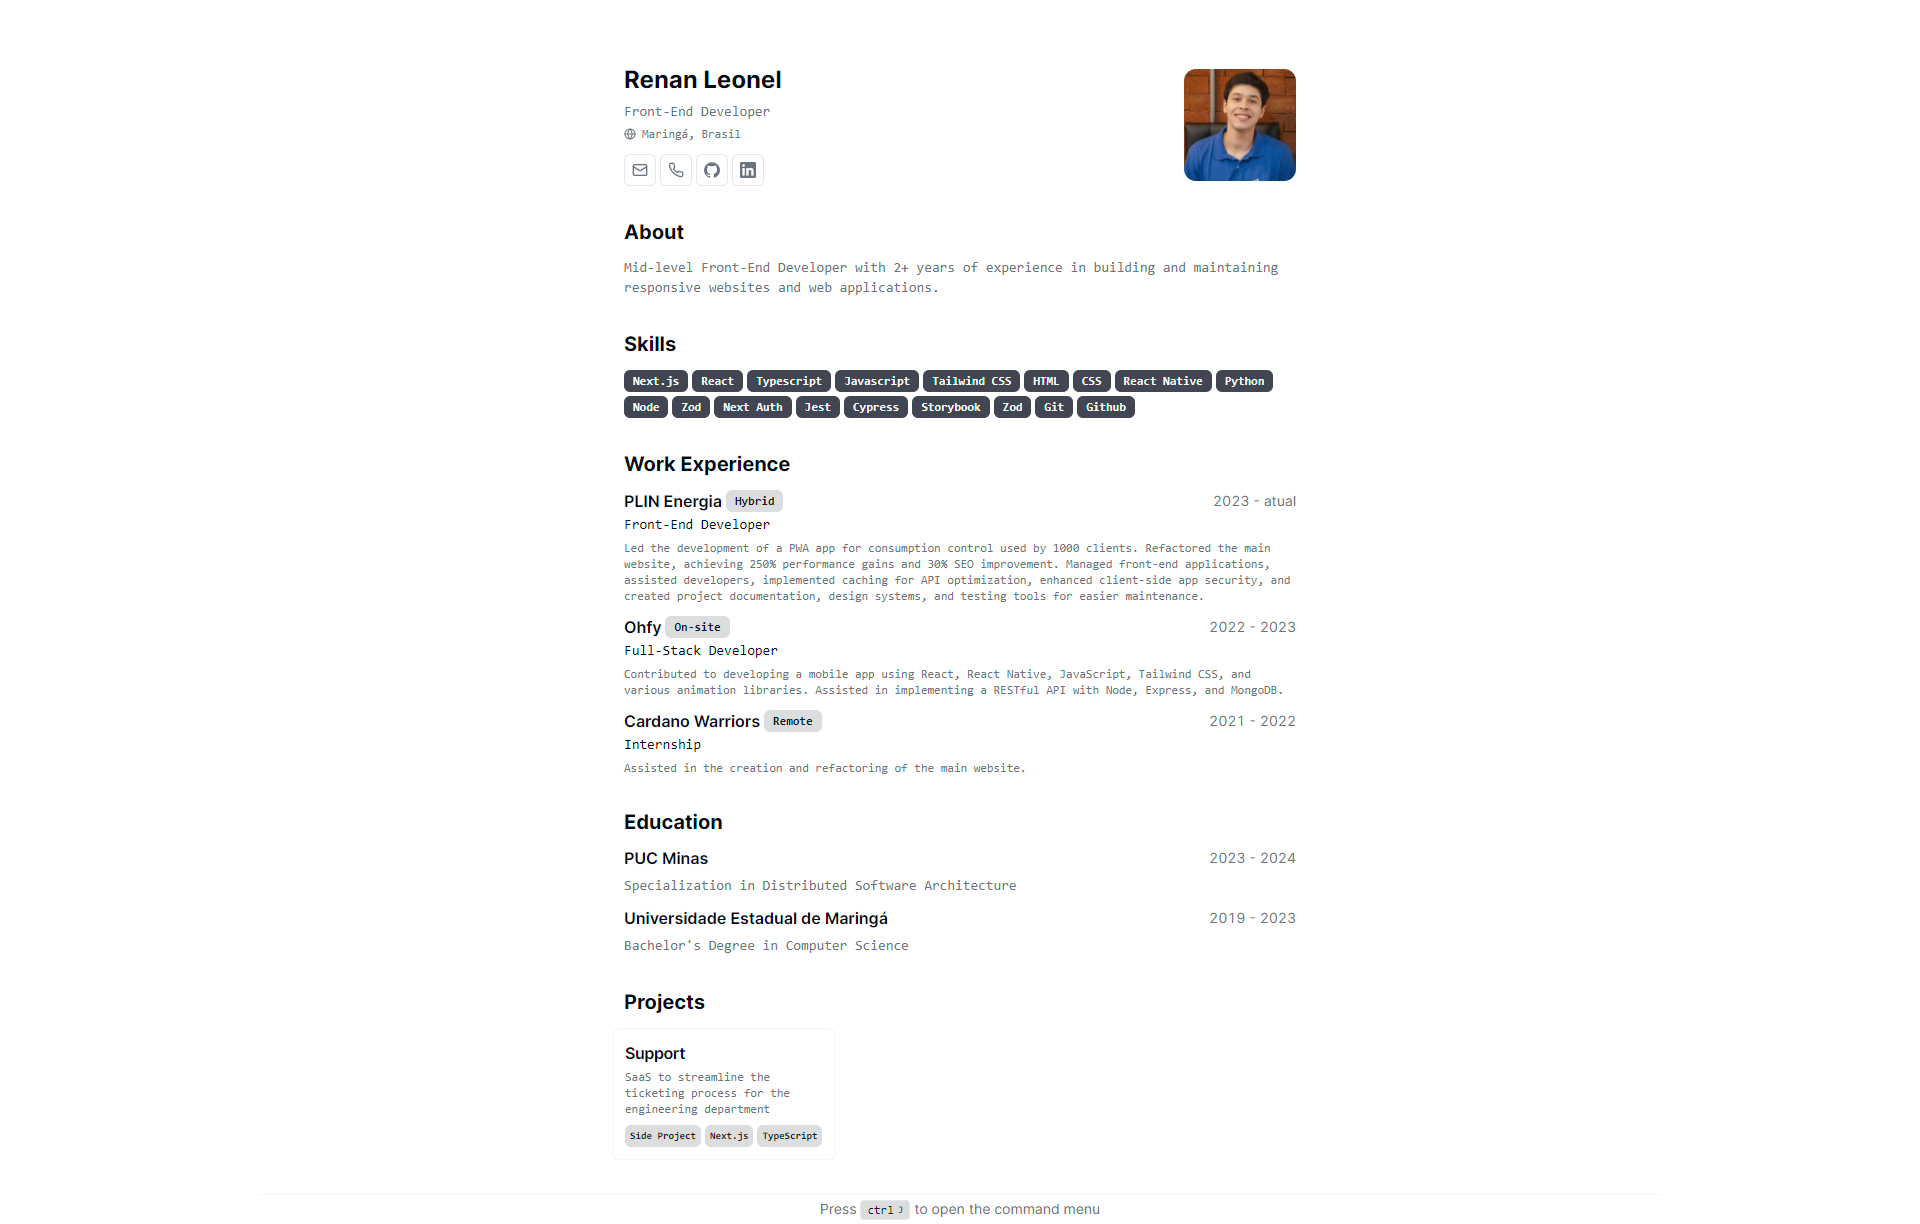 Renan Leonel
Front-End Developer
Maringá, Brasil
About
Mid-level Front-End Developer with 2+ years of experience in building and maintaining
responsive websites and web applications.
Skills
Next.js React Typescript Javascript Tailwind CSS HTML CSS React Native Python
Node Zod Next Auth Jest Cypress Storybook Zod Git Github
Work Experience
PLIN Energia Hybrid 2023 - atual
Front-End Developer
Led the development of a PWA app for consumption control used by 1000 clients. Refactored the main
website, achieving 250% performance gains and 30% SEO improvement. Managed front-end applications,
assisted developers, implemented caching for API optimization, enhanced client-side app security, and
created project documentation, design systems, and testing tools for easier maintenance.
Ohfy On-site 2022 - 2023
Full-Stack Developer
Contributed to developing a mobile app using React, React Native, JavaScript, Tailwind CSS, and
various animation libraries. Assisted in implementing a RESTful API with Node, Express, and MongoDB.
Cardano Warriors Remote 2021 - 2022
Internship
Assisted in the creation and refactoring of the main website.
Education
PUC Minas 2023 - 2024
Specialization in Distributed Software Architecture
Universidade Estadual de Maringá 2019 - 2023
Bachelor's Degree in Computer Science
Projects
Support
SaaS to streamline the
ticketing process for the
engineering department
Side Project Next.js TypeScript
Press ctrl J to open the command menu